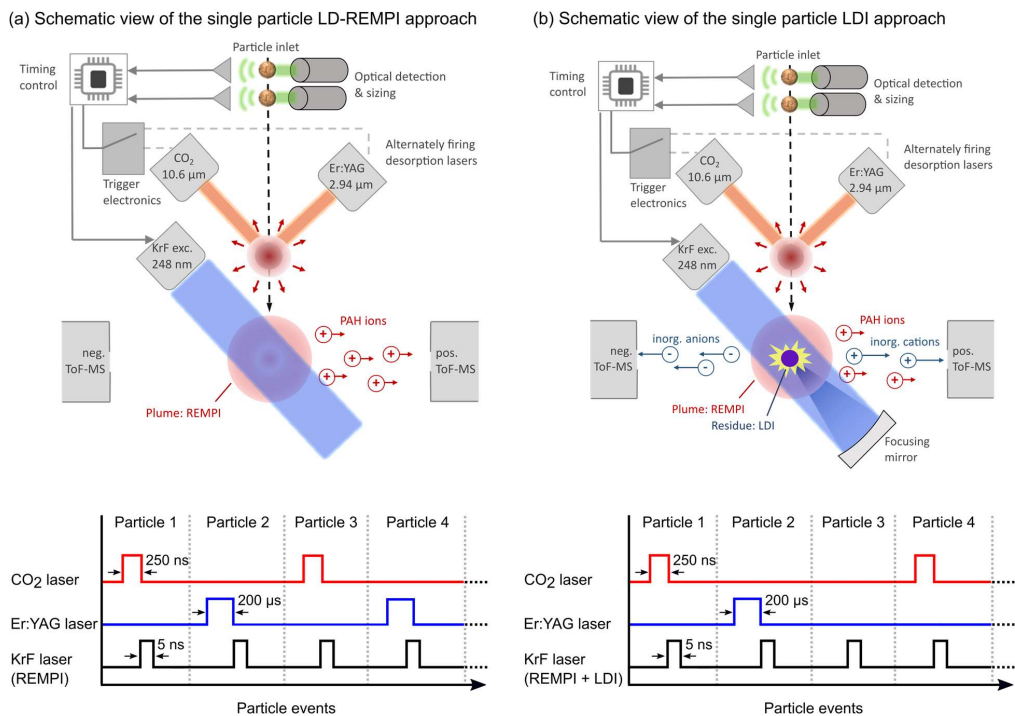 (a) Schematic view of the single particle LD-REMPI approach
Particle inlet
Timing
control
Optical detection
& sizing
Alternately firing
desorption lasers
CO₂
10.6 µm
Er:YAG
2.94 µm
Trigger
electronics
KrF exc.
248 nm
PAH ions
+
+
+
+
+
neg.
ToF-MS
pos.
ToF-MS
Plume: REMPI
Particle 1
Particle 2
Particle 3
Particle 4
250 ns
CO₂ laser
200 µs
Er:YAG laser
5 ns
KrF laser
(REMPI)
Particle events
(b) Schematic view of the single particle LDI approach
Particle inlet
Timing
control
Optical detection
& sizing
Alternately firing
desorption lasers
CO₂
10.6 µm
Er:YAG
2.94 µm
Trigger
electronics
KrF exc.
248 nm
PAH ions
+
inorg. anions
inorg. cations
-
-
-
+
+
+
+
neg.
ToF-MS
pos.
ToF-MS
Plume: REMPI
Residue: LDI
Focusing
mirror
Particle 1
Particle 2
Particle 3
Particle 4
250 ns
CO₂ laser
200 µs
Er:YAG laser
5 ns
KrF laser
(REMPI + LDI)
Particle events